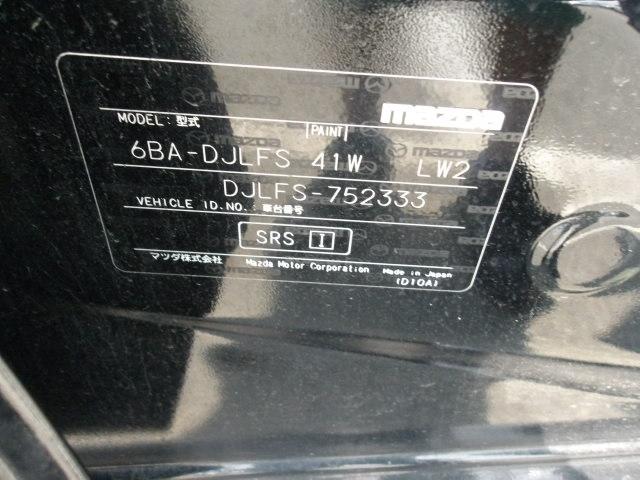 mazda
MODEL: 型式 PAINT
6BA-DJLFS 41W LW2
DJLFS-752333
VEHICLE ID.NO.: 車台番号
SRS I
マツダ株式会社 Mazda Motor Corporation Made in Japan
(D10A)